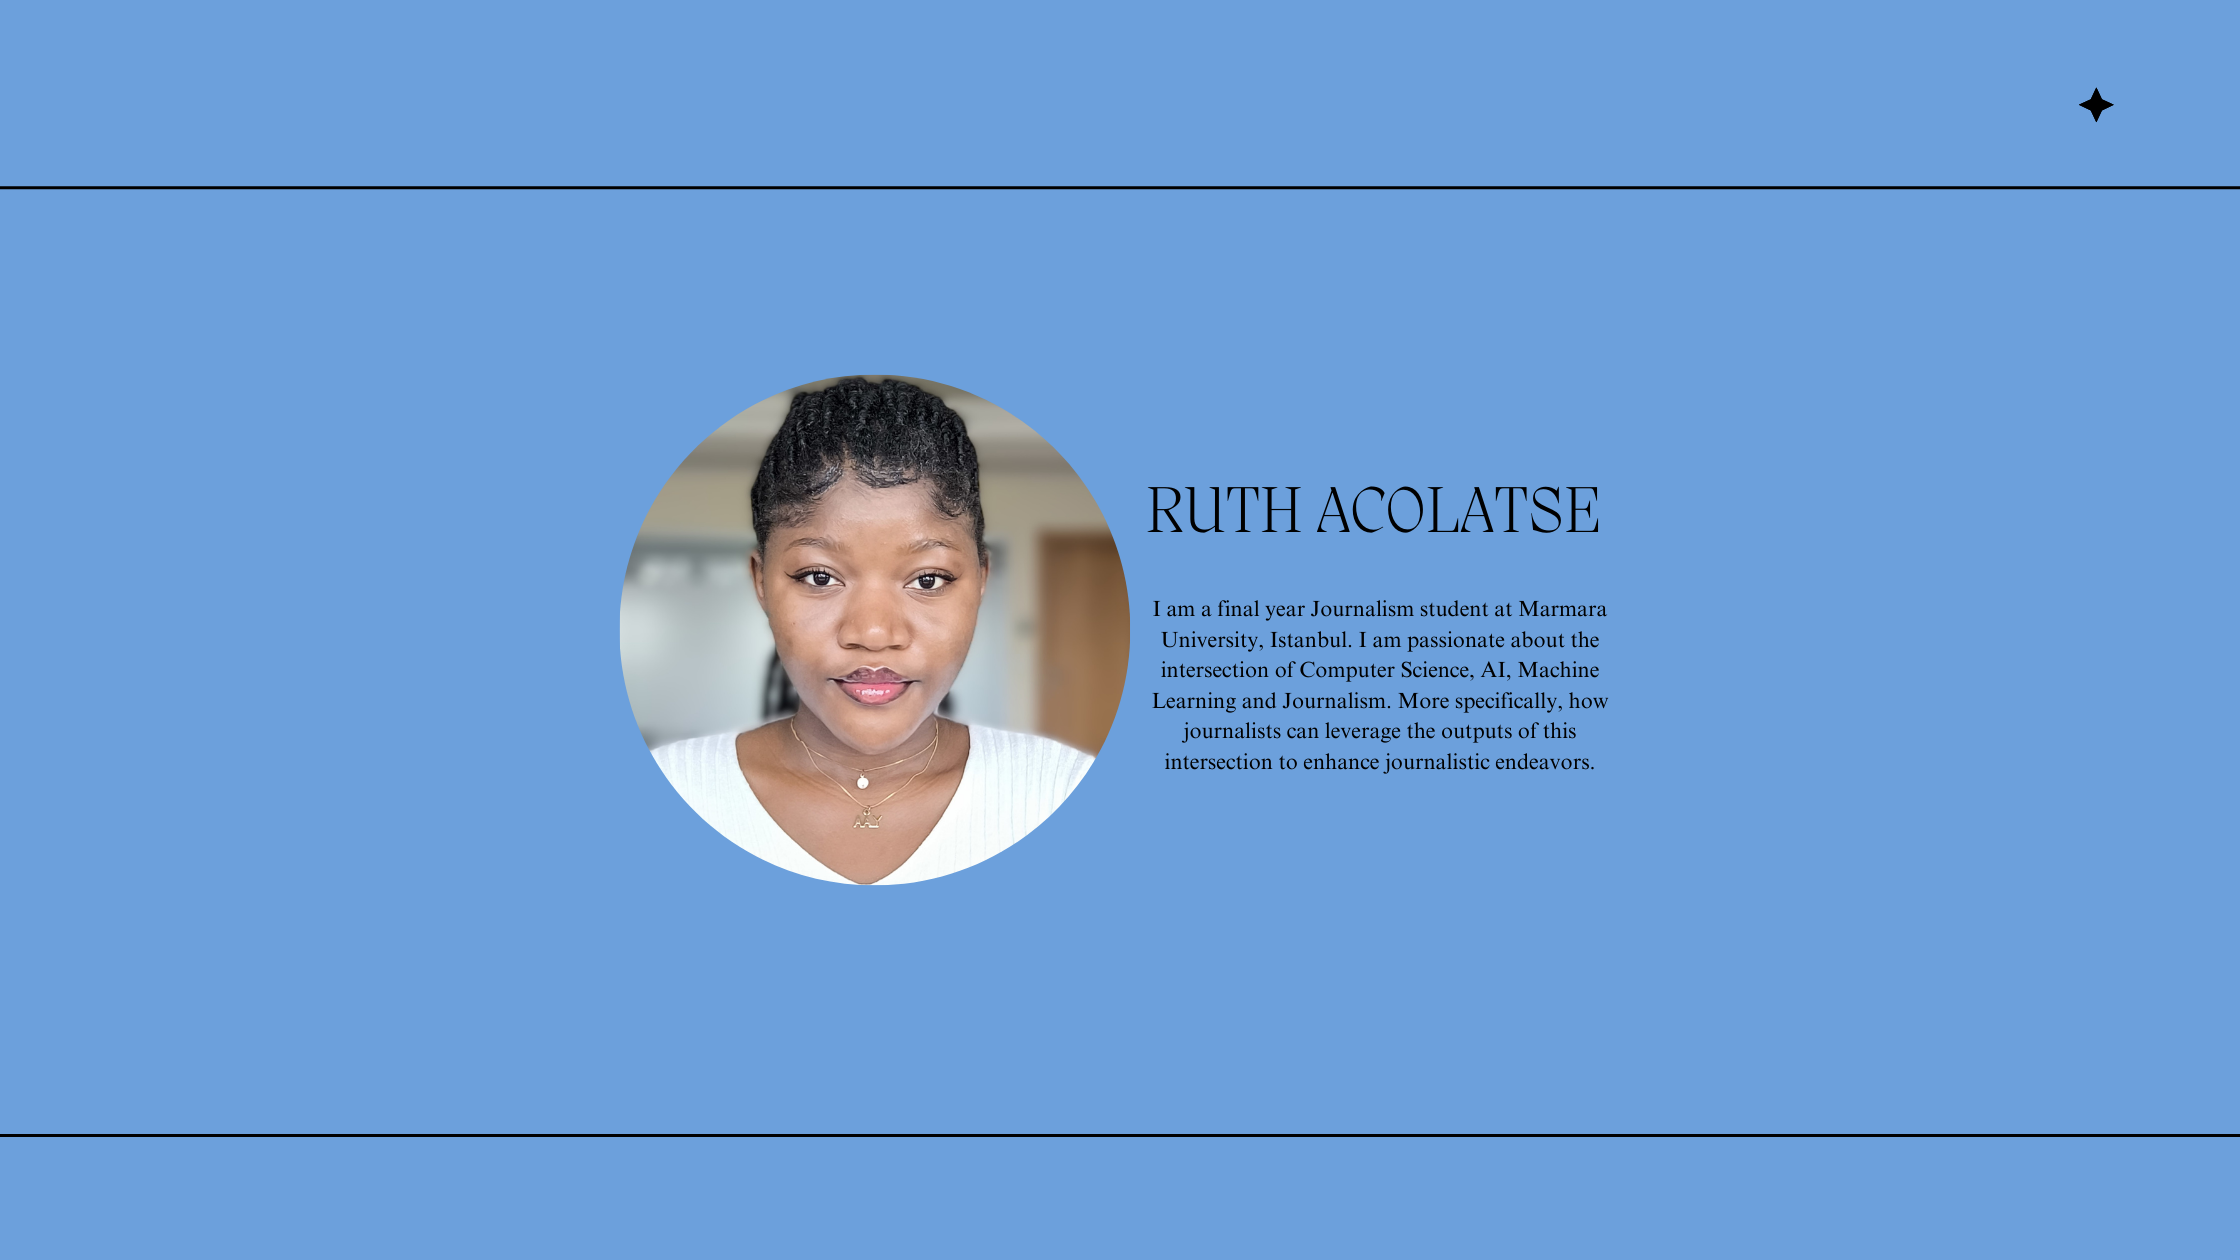 RUTH ACOLATSE
I am a final year Journalism student at Marmara
University, Istanbul. I am passionate about the
intersection of Computer Science, AI, Machine
Learning and Journalism. More specifically, how
journalists can leverage the outputs of this
intersection to enhance journalistic endeavors.